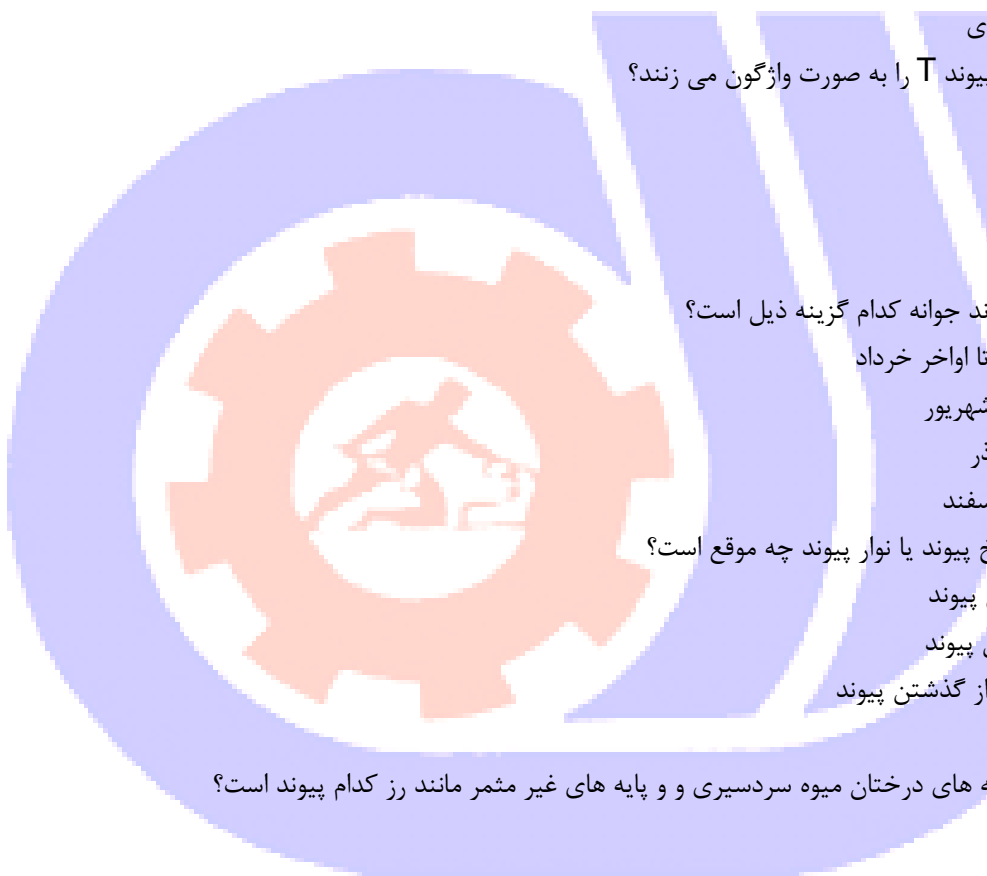 ی
پیوند T را به صورت واژگون می زنند؟
ند جوانه کدام گزینه ذیل است؟
تا اواخر خرداد
شهریور
ذر
سفند
خ پیوند یا نوار پیوند چه موقع است؟
پیوند
پیوند
از گذشتن پیوند
ه های درختان میوه سردسیری و و پایه های غیر مثمر مانند رز کدام پیوند است؟